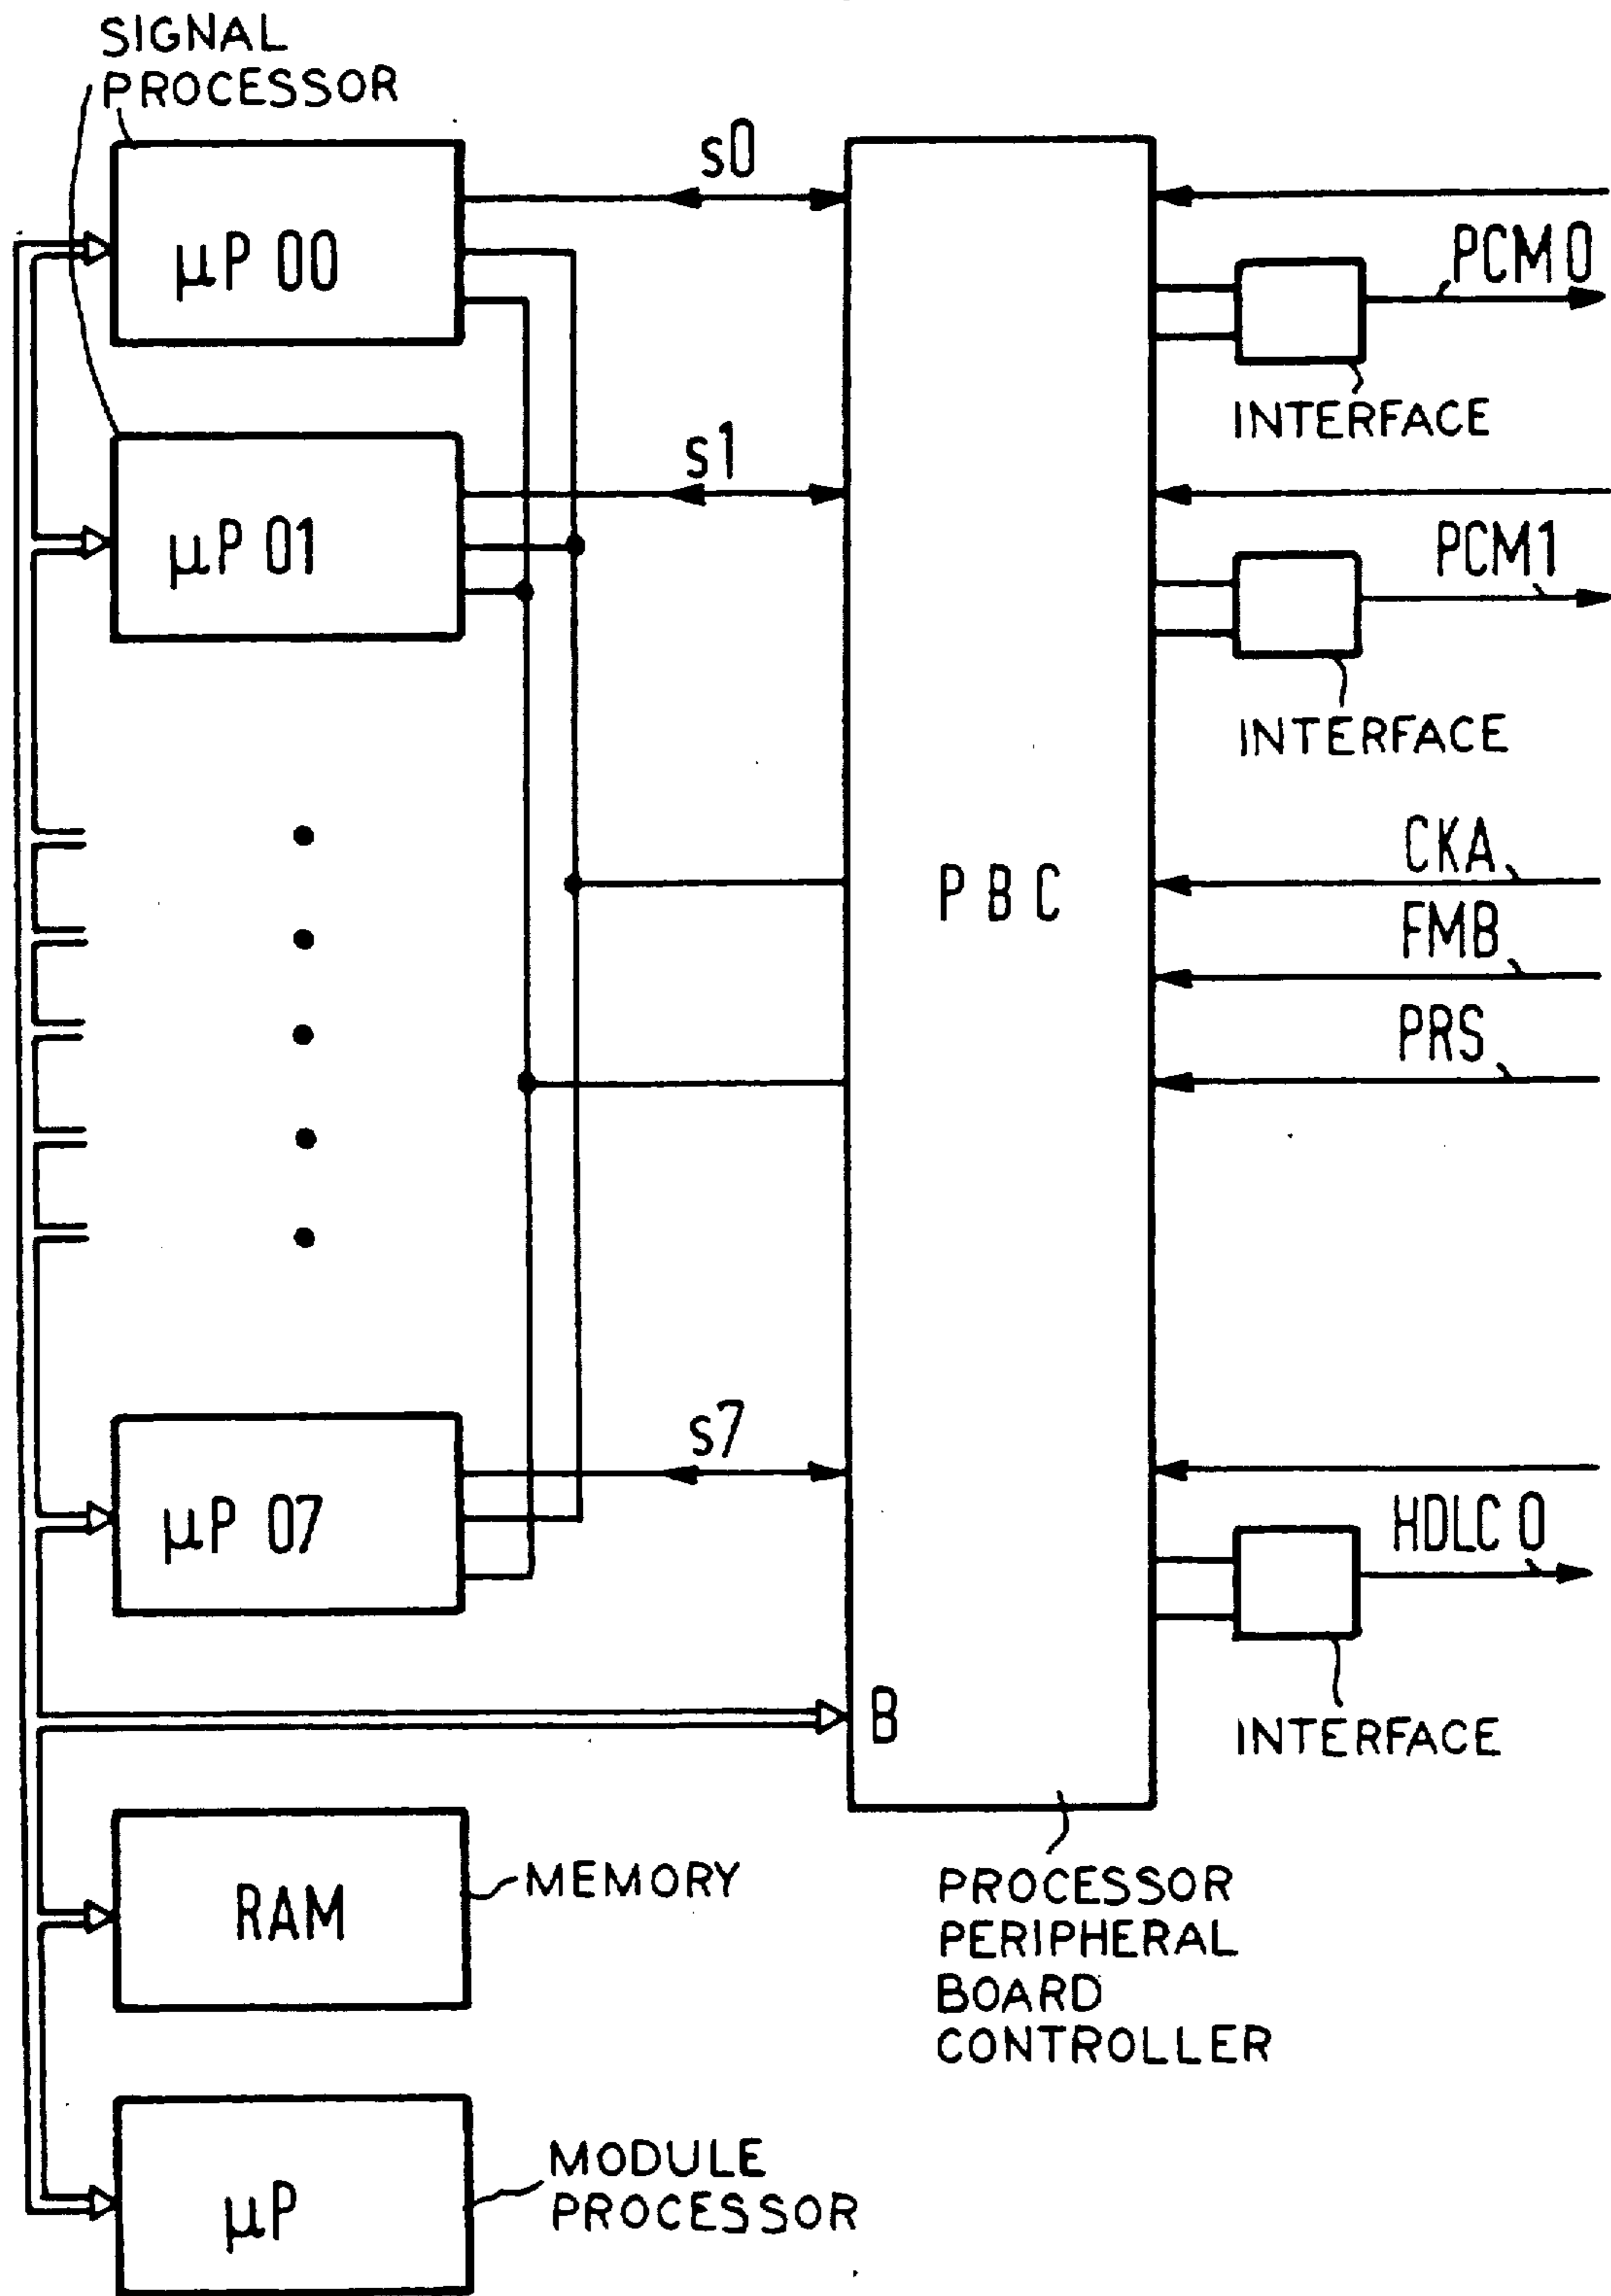 SIGNAL
PROCESSOR
µP 00
s0
PCM 0
INTERFACE
µP 01
s1
PCM1
INTERFACE
PBC
CKA
FMB
PRS
µP 07
s7
HDLC 0
INTERFACE
B
RAM
MEMORY
PROCESSOR
PERIPHERAL
BOARD
CONTROLLER
µP
MODULE
PROCESSOR